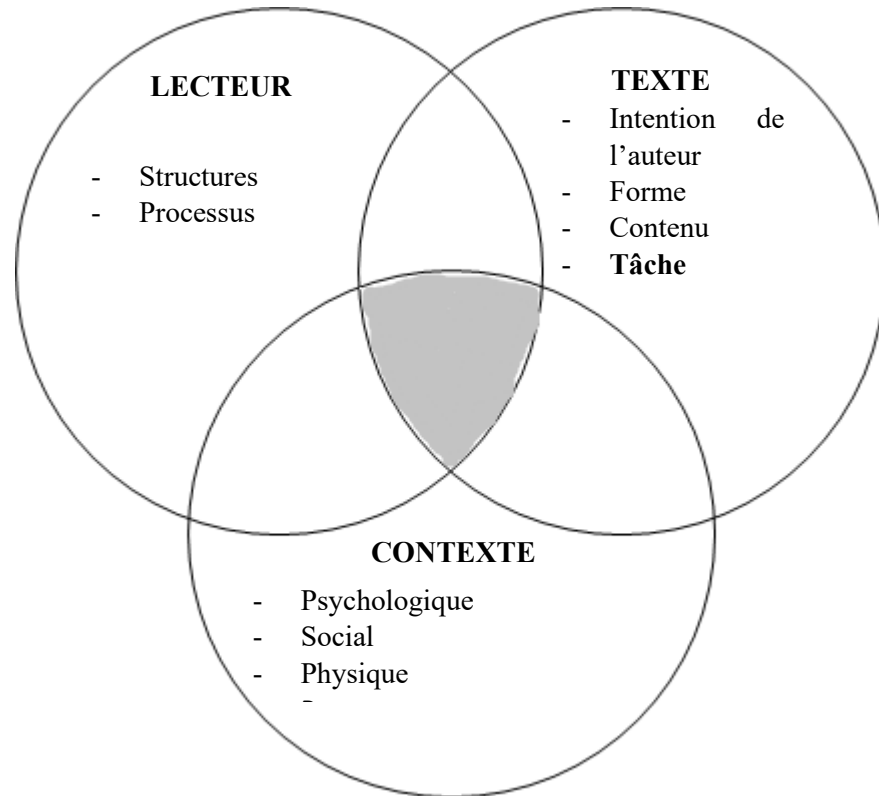 LECTEUR
- Structures
- Processus
TEXTE
- Intention de
l’auteur
- Forme
- Contenu
- Tâche
CONTEXTE
- Psychologique
- Social
- Physique